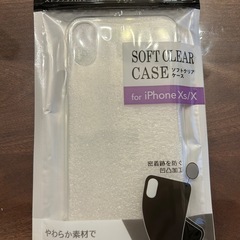 SOFT CLEAR
CASE ソフトクリア
ケース
for iPhone Xs/X
密着跡を防ぐ
凹凸加工
やわらか素材で